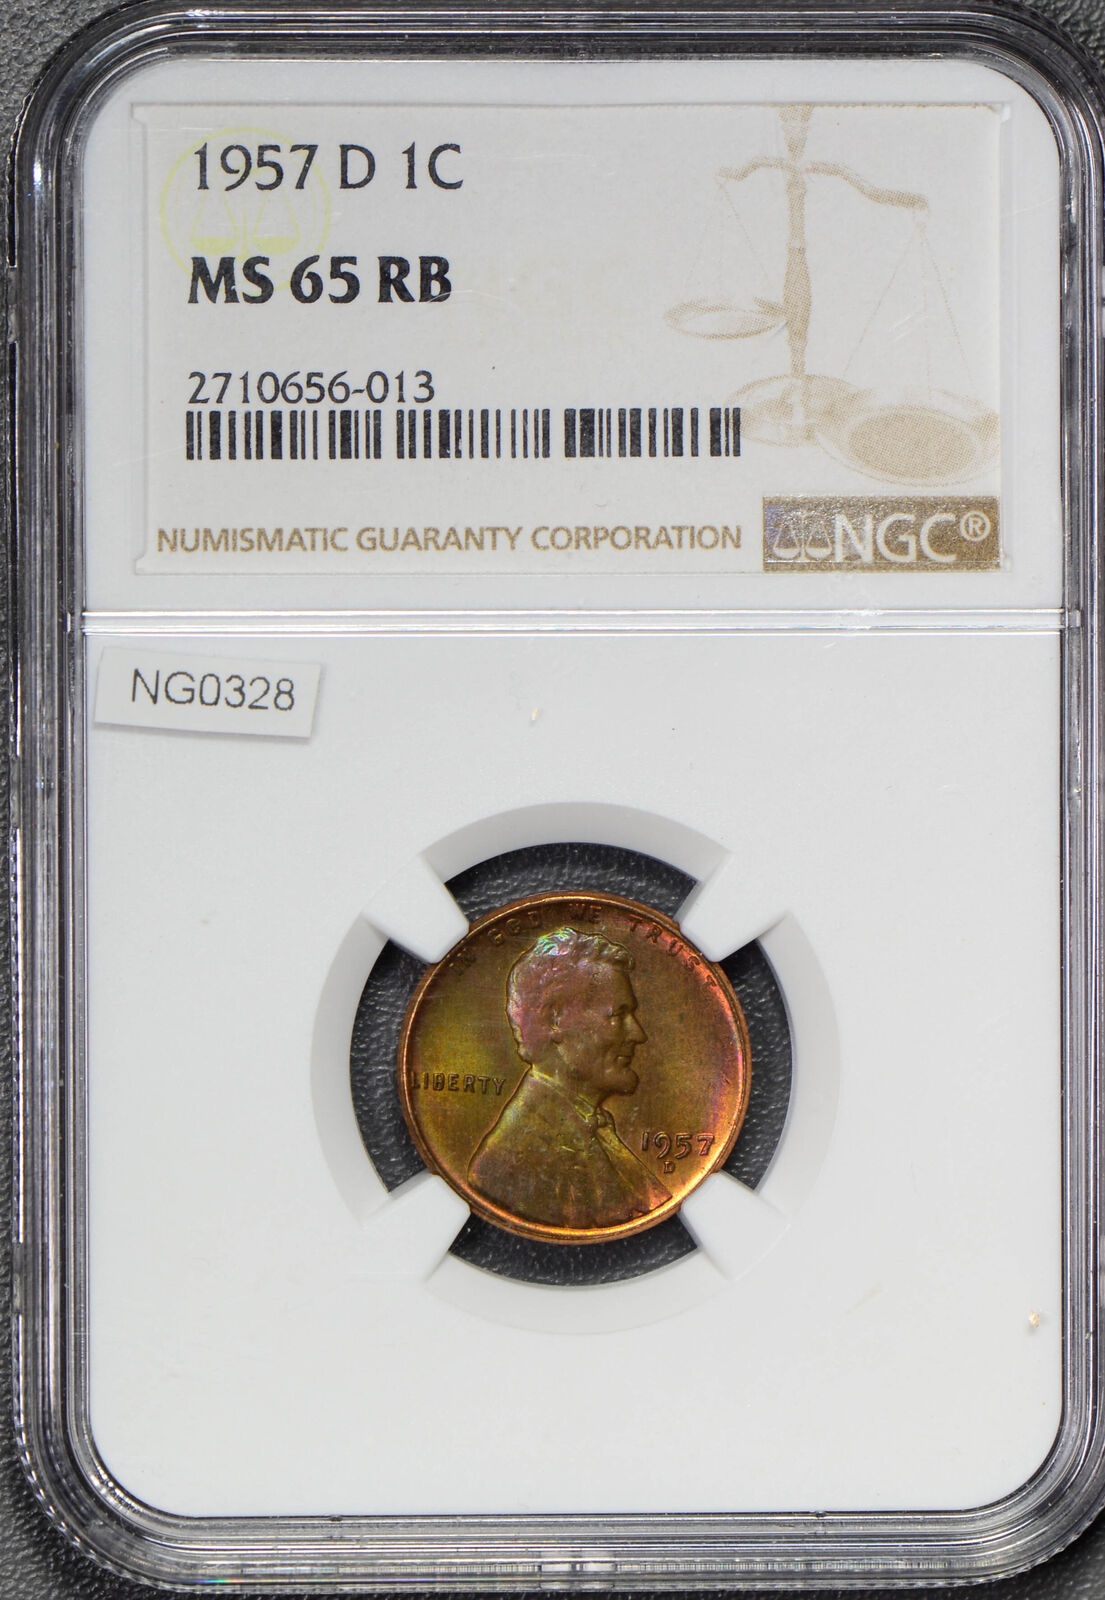 1957 D 1C
MS 65 RB
2710656-013
NUMISMATIC GUARANTY CORPORATION
NGC®
NG0328
IN GOD WE TRUST
LIBERTY
1957
D